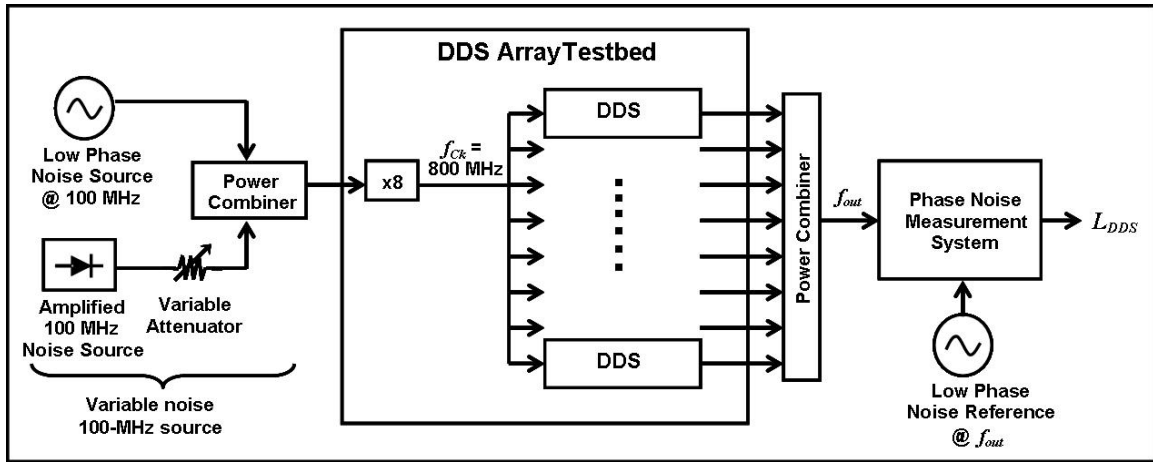 DDS ArrayTestbed
Low Phase
Noise Source
@ 100 MHz
Power
Combiner
Amplified
100 MHz
Noise Source
Variable
Attenuator
Variable noise
100-MHz source
x8
fCk =
800 MHz
DDS
DDS
Power Combiner
fout
Phase Noise
Measurement
System
LDDS
Low Phase
Noise Reference
@ fout